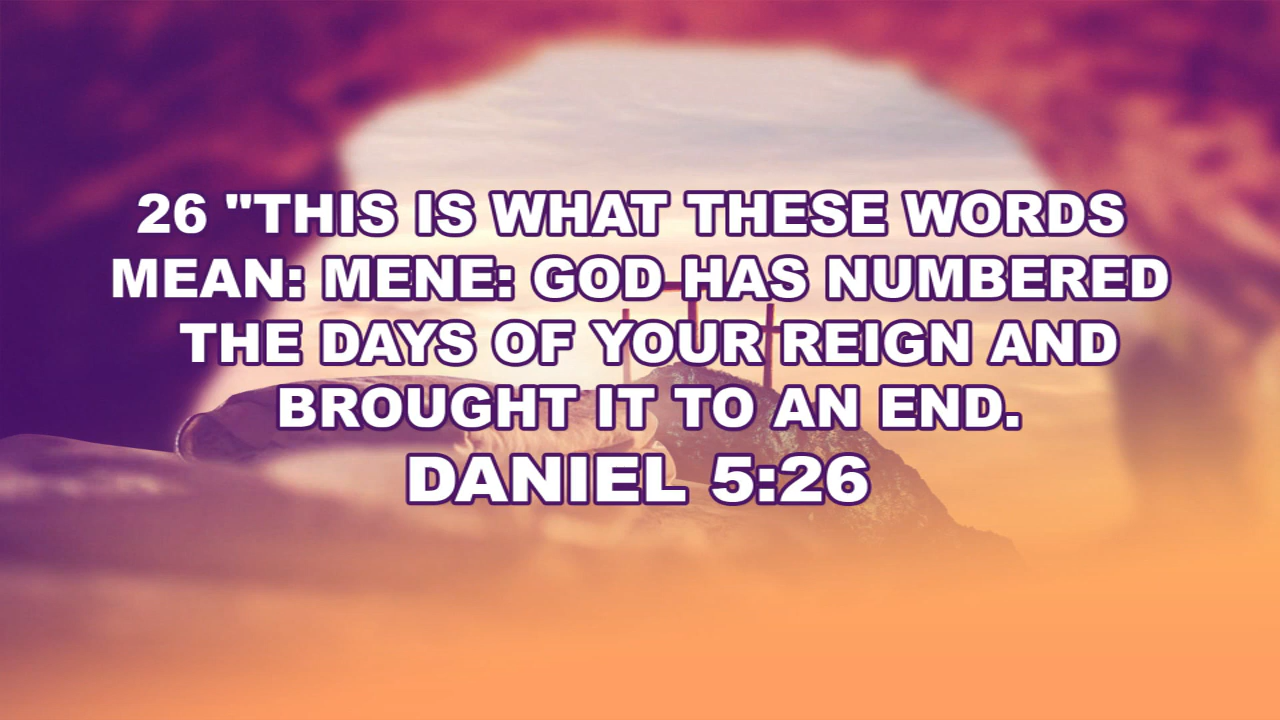 26 "THIS IS WHAT THESE WORDS
MEAN: MENE: GOD HAS NUMBERED
THE DAYS OF YOUR REIGN AND
BROUGHT IT TO AN END.
DANIEL 5:26